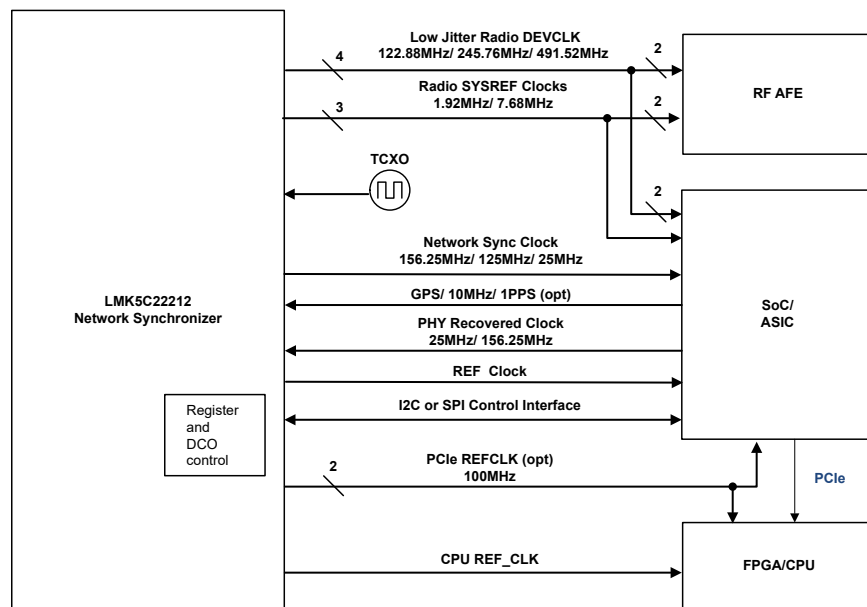 Low Jitter Radio DEVCLK
122.88MHz/ 245.76MHz/ 491.52MHz
4
2
Radio SYSREF Clocks
1.92MHz/ 7.68MHz
3
2
RF AFE
TCXO
2
Network Sync Clock
156.25MHz/ 125MHz/ 25MHz
LMK5C22212
Network Synchronizer
GPS/ 10MHz/ 1PPS (opt)
SoC/
ASIC
PHY Recovered Clock
25MHz/ 156.25MHz
REF Clock
I2C or SPI Control Interface
Register
and
DCO
control
PCIe REFCLK (opt)
100MHz
2
PCIe
CPU REF_CLK
FPGA/CPU